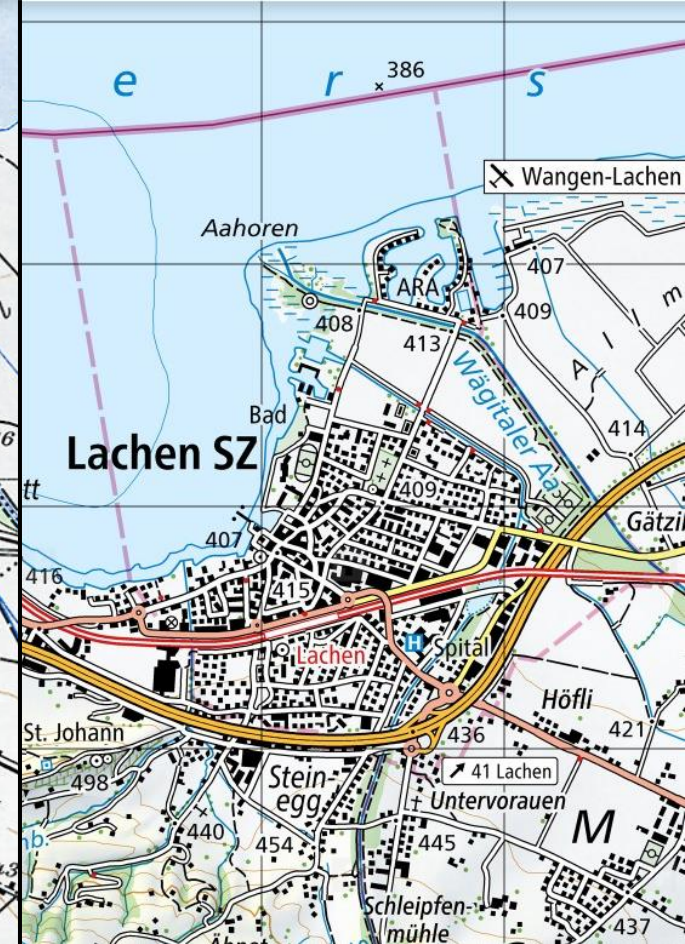 e r s
386
Wangen-Lachen
Aahoren
ARA
407
408
409
413
A l l m
Wägitaler Aa
Bad
414
Lachen SZ
409
tt
Gätzib
407
416
415
H Spital
Lachen
Höfli
St. Johann
421
436
41 Lachen
498
Stein-
egg
Untervorauen
M
440
454
445
Schleipfen-
mühle
437